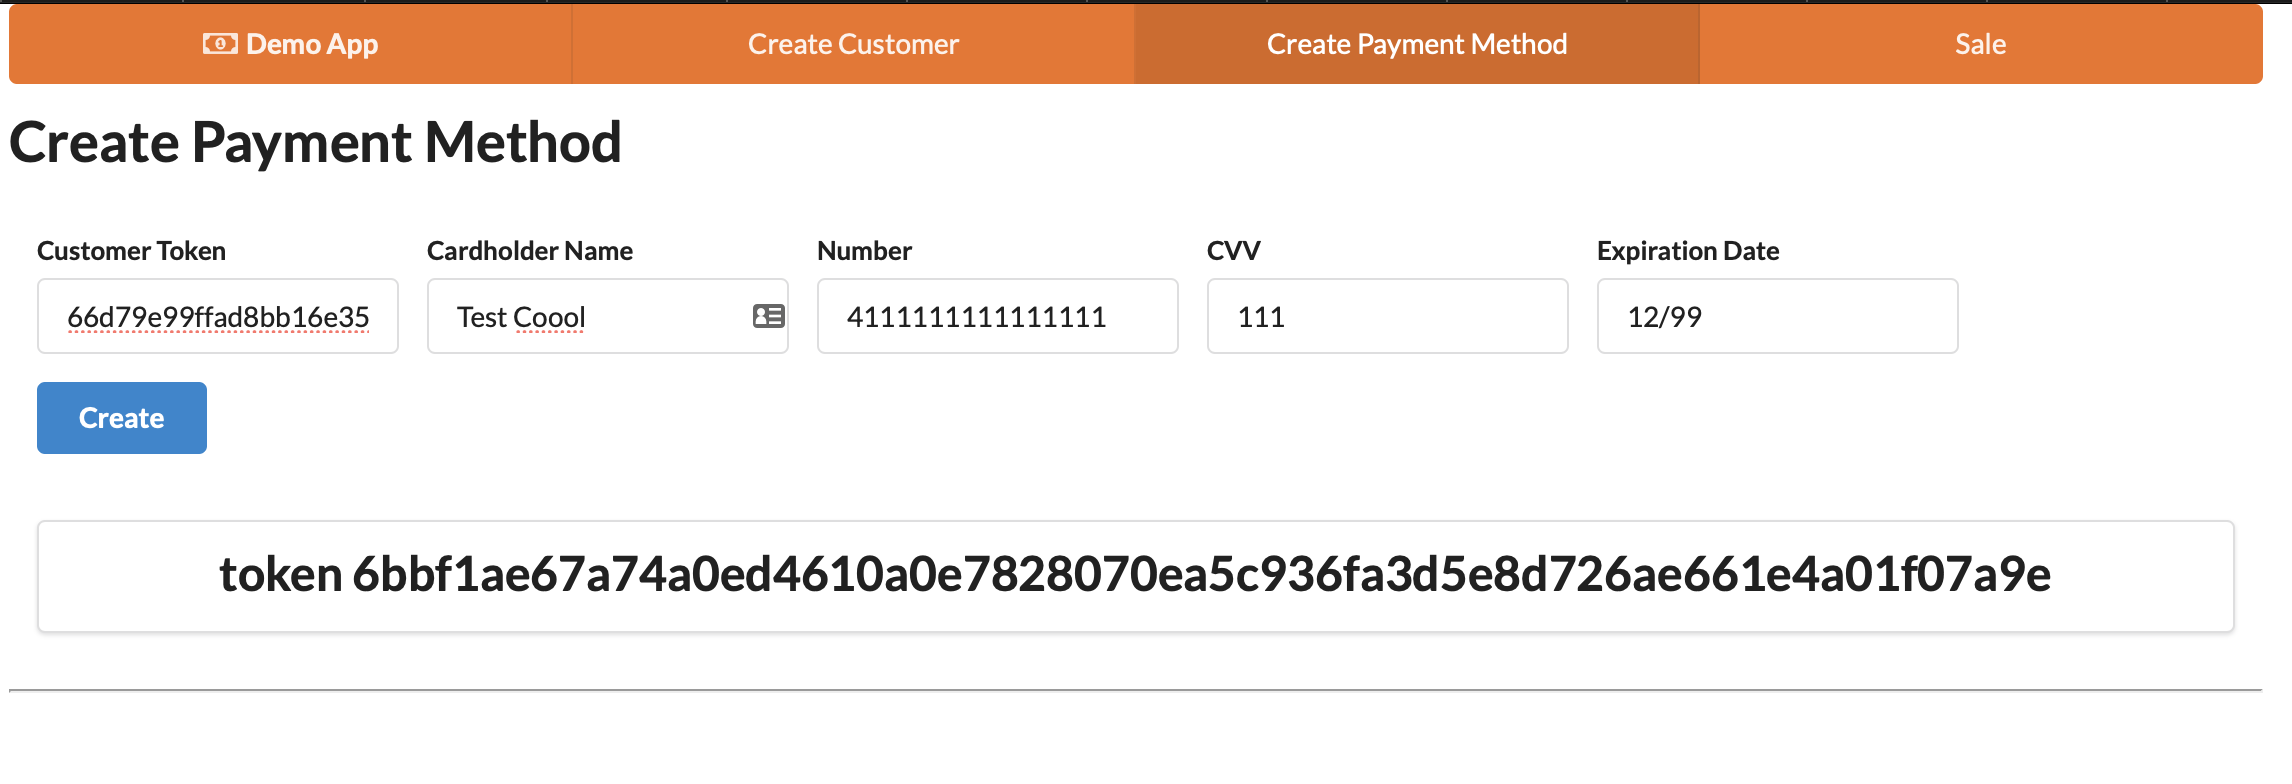 Demo App Create Customer Create Payment Method Sale
Create Payment Method
Customer Token Cardholder Name Number CVV Expiration Date
66d79e99ffad8bb16e35 Test Coool 4111111111111111 111 12/99
Create
token 6bbf1ae67a74a0ed4610a0e7828070ea5c936fa3d5e8d726ae661e4a01f07a9e